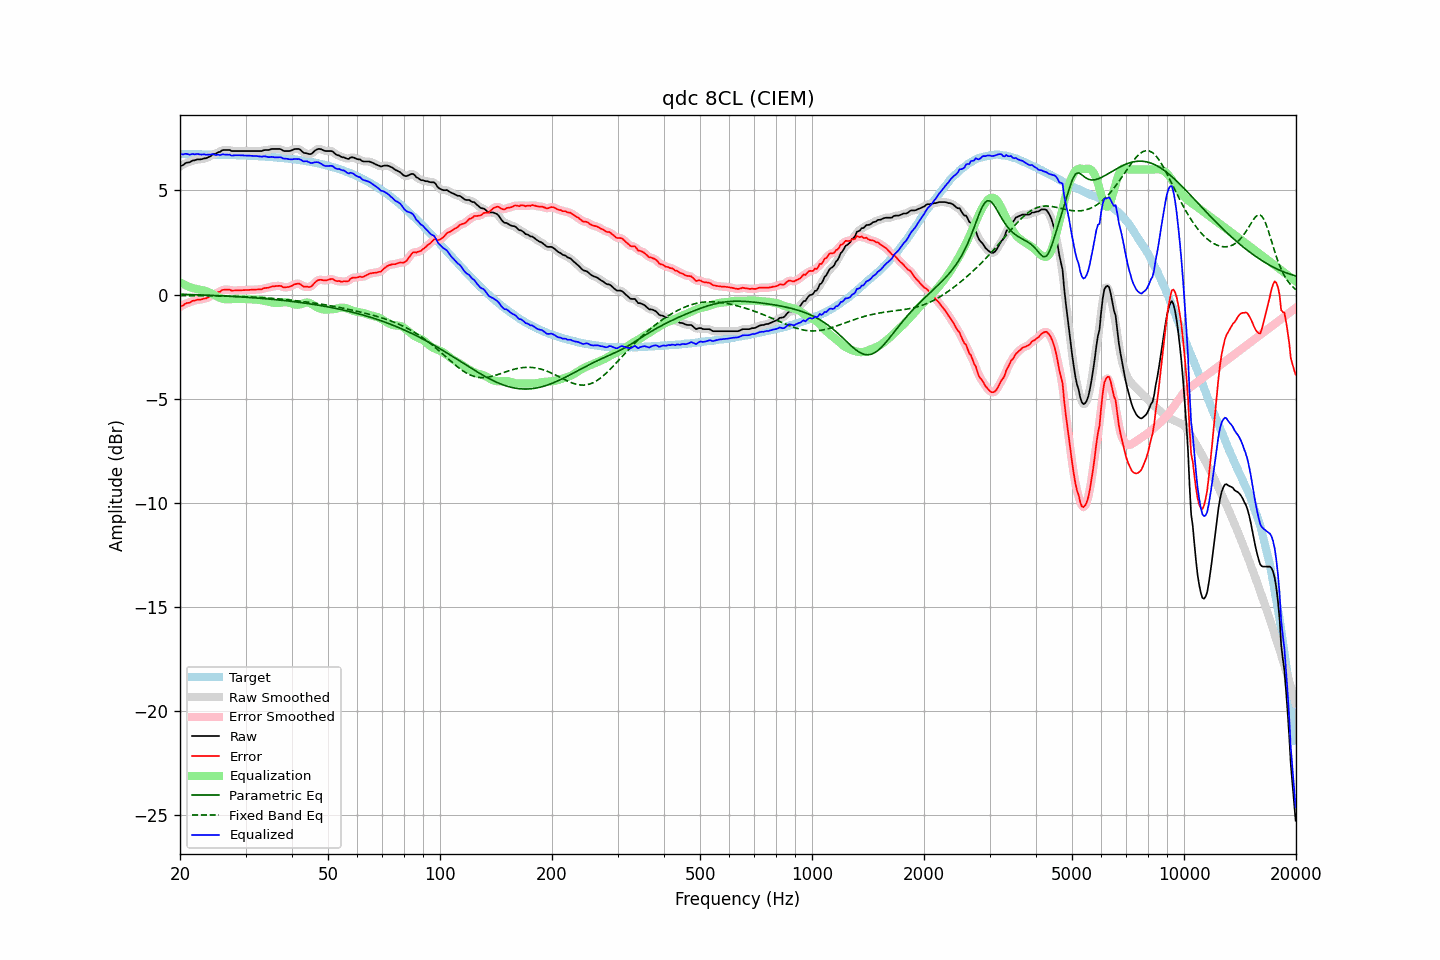 qdc 8CL (CIEM)
Amplitude (dBr)
5
0
−5
−10
−15
−20
−25
Target
Raw Smoothed
Error Smoothed
Raw
Error
Equalization
Parametric Eq
Fixed Band Eq
Equalized
20 50 100 200 500 1000 2000 5000 10000 20000
Frequency (Hz)